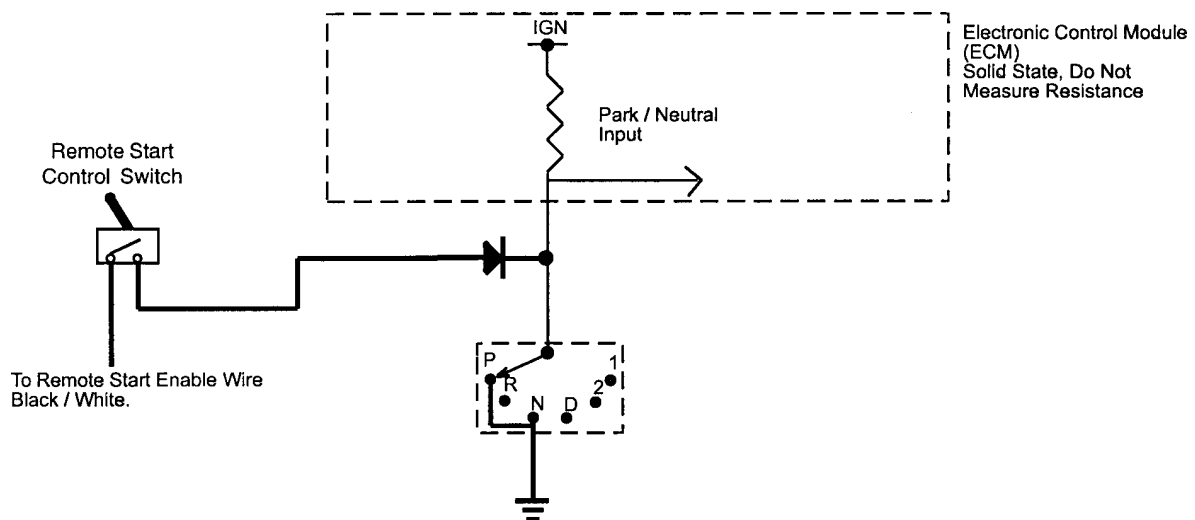 IGN
Electronic Control Module
(ECM)
Solid State, Do Not
Measure Resistance
Park / Neutral
Input
Remote Start
Control Switch
To Remote Start Enable Wire
Black / White.
P
R
N
D
2
1